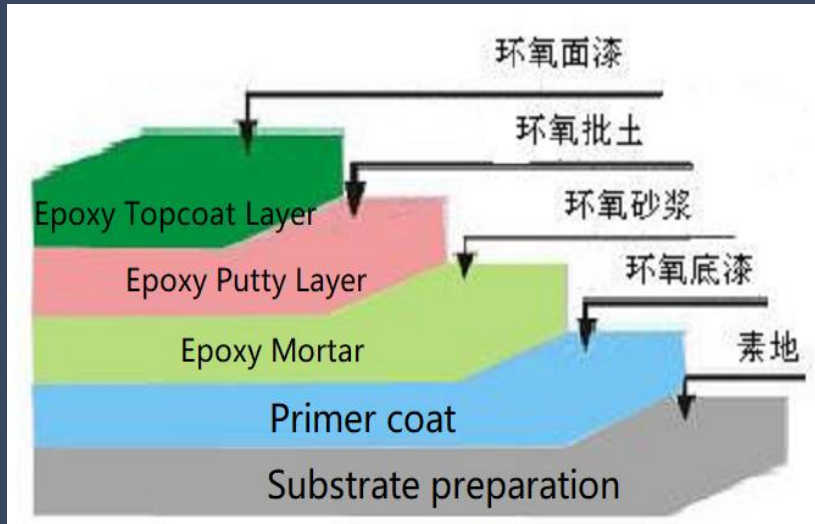 环氧面漆
环氧批土
Epoxy Topcoat Layer
环氧砂浆
Epoxy Putty Layer
环氧底漆
Epoxy Mortar
素地
Primer coat
Substrate preparation